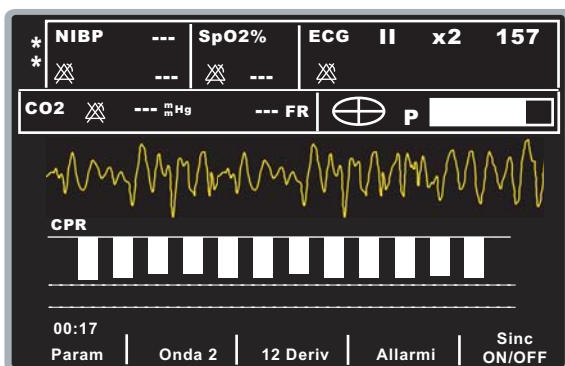 * NIBP --- SpO2% ECG II x2 157
* --- ---
CO2 --- mmHg --- FR P
CPR
00:17
Param Onda 2 12 Deriv Allarmi Sinc ON/OFF